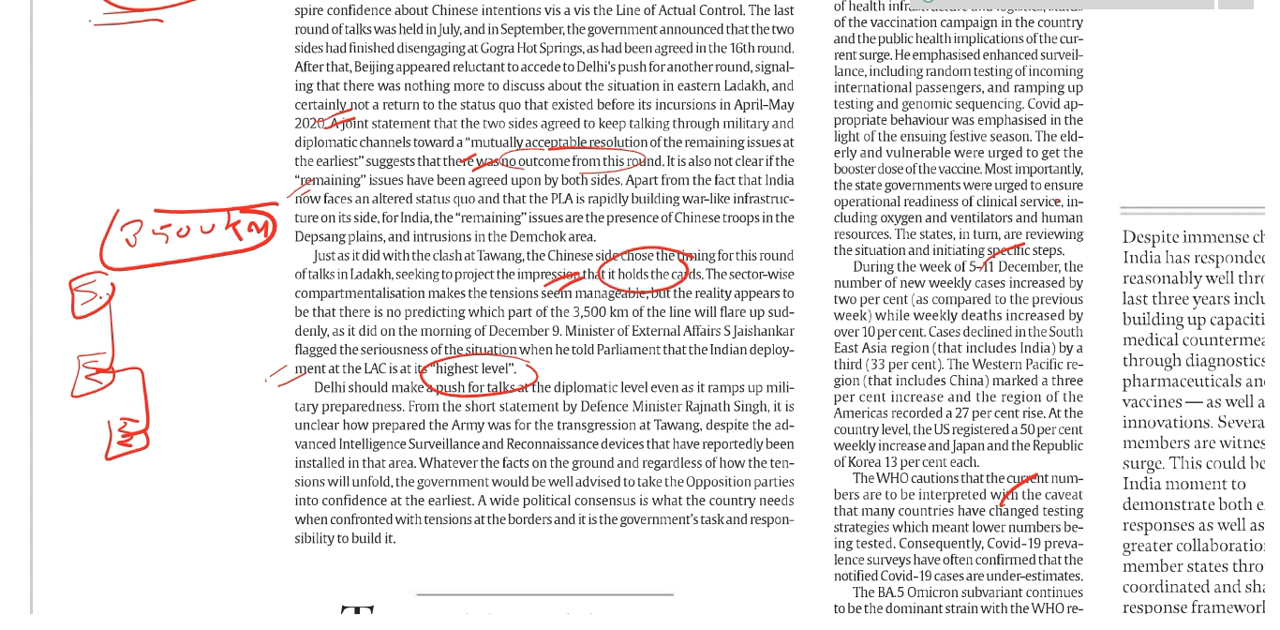 spire confidence about Chinese intentions vis a vis the Line of Actual Control. The last
round of talks was held in July, and in September, the government announced that the two
sides had finished disengaging at Gogra Hot Springs, as had been agreed in the 16th round.
After that, Beijing appeared reluctant to accede to Delhi's push for another round, signal-
ing that there was nothing more to discuss about the situation in eastern Ladakh, and
certainly not a return to the status quo that existed before its incursions in April-May
2020. A joint statement that the two sides agreed to keep talking through military and
diplomatic channels toward a "mutually acceptable resolution of the remaining issues at
the earliest" suggests that there was no outcome from this round. It is also not clear if the
"remaining" issues have been agreed upon by both sides. Apart from the fact that India
now faces an altered status quo and that the PLA is rapidly building war-like infrastruc-
ture on its side, for India, the "remaining" issues are the presence of Chinese troops in the
Depsang plains, and intrusions in the Demchok area.
Just as it did with the clash at Tawang, the Chinese side chose the timing for this round
of talks in Ladakh, seeking to project the impression that it holds the cards. The sector-wise
compartmentalisation makes the tensions seem manageable, but the reality appears to
be that there is no predicting which part of the 3,500 km of the line will flare up sud-
denly, as it did on the morning of December 9. Minister of External Affairs S Jaishankar
flagged the seriousness of the situation when he told Parliament that the Indian deploy-
ment at the LAC is at its "highest level".
Delhi should make a push for talks at the diplomatic level even as it ramps up mili-
tary preparedness. From the short statement by Defence Minister Rajnath Singh, it is
unclear how prepared the Army was for the transgression at Tawang, despite the ad-
vanced Intelligence Surveillance and Reconnaissance devices that have reportedly been
installed in that area. Whatever the facts on the ground and regardless of how the ten-
sions will unfold, the government would be well advised to take the Opposition parties
into confidence at the earliest. A wide political consensus is what the country needs
when confronted with tensions at the borders and it is the government's task and respon-
sibility to build it.
3500 KM
of health
of the vaccination campaign in the country
and the public health implications of the cur-
rent surge. He emphasised enhanced surveil-
lance, including random testing of incoming
international passengers, and ramping up
testing and genomic sequencing. Covid ap-
propriate behaviour was emphasised in the
light of the ensuing festive season. The eld-
erly and vulnerable were urged to get the
booster dose of the vaccine. Most importantly,
the state governments were urged to ensure
operational readiness of clinical service, in-
cluding oxygen and ventilators and human
resources. The states, in turn, are reviewing
the situation and initiating specific steps.
During the week of 5-11 December, the
number of new weekly cases increased by
two per cent (as compared to the previous
week) while weekly deaths increased by
over 10 per cent. Cases declined in the South
East Asia region (that includes India) by a
third (33 per cent). The Western Pacific re-
gion (that includes China) marked a three
per cent increase and the region of the
Americas recorded a 27 per cent rise. At the
country level, the US registered a 50 per cent
weekly increase and Japan and the Republic
of Korea 13 per cent each.
The WHO cautions that the current num-
bers are to be interpreted with the caveat
that many countries have changed testing
strategies which meant lower numbers be-
ing tested. Consequently, Covid-19 preva-
lence surveys have often confirmed that the
notified Covid-19 cases are under-estimates.
The BA.5 Omicron subvariant continues
to be the dominant strain with the WHO re-
Despite immense ch
India has responded
reasonably well thro
last three years inclu
building up capaciti
medical countermea
through diagnostics
pharmaceuticals an
vaccines — as well a
innovations. Severa
members are witnes
surge. This could be
India moment to
demonstrate both e
responses as well as
greater collaboratio
member states thro
coordinated and sha
response framework